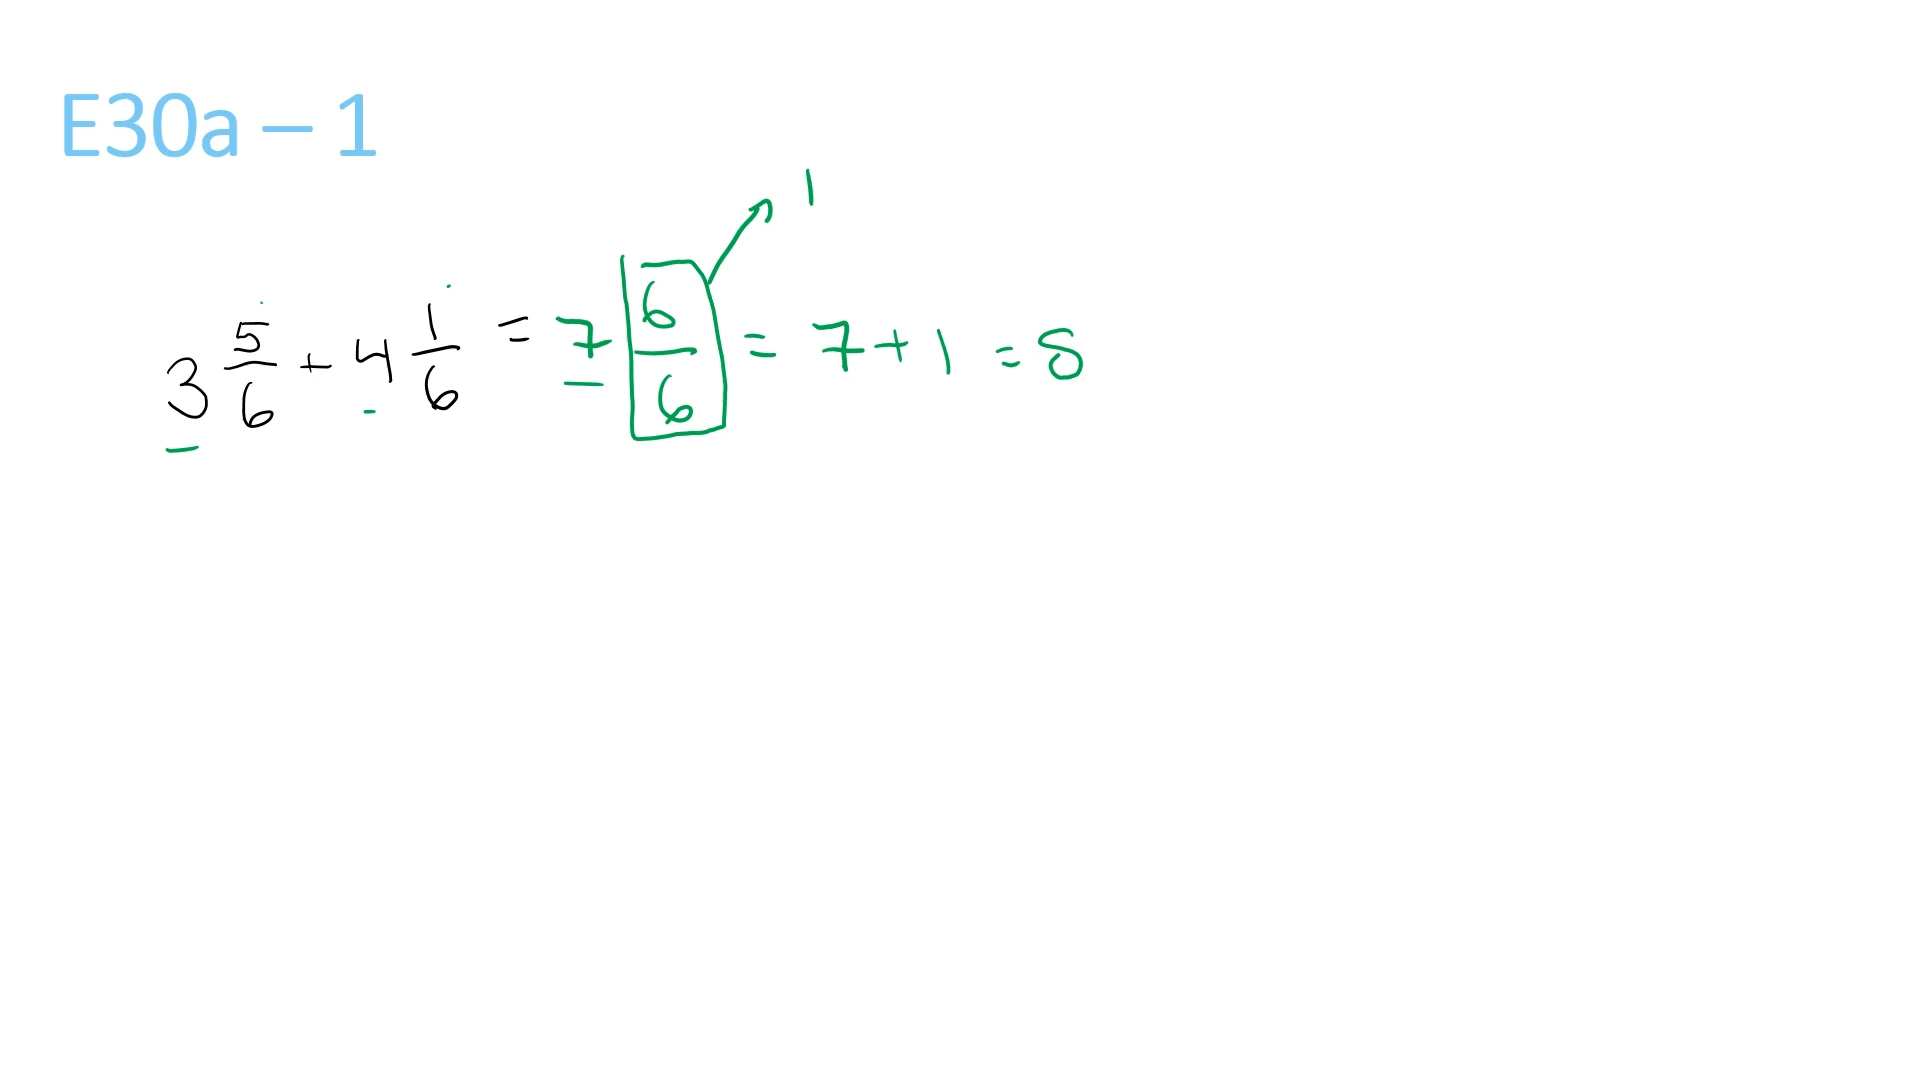 E30a – 1
1
3 5/6 + 4 1/6 = 7 6/6 = 7 + 1 = 8